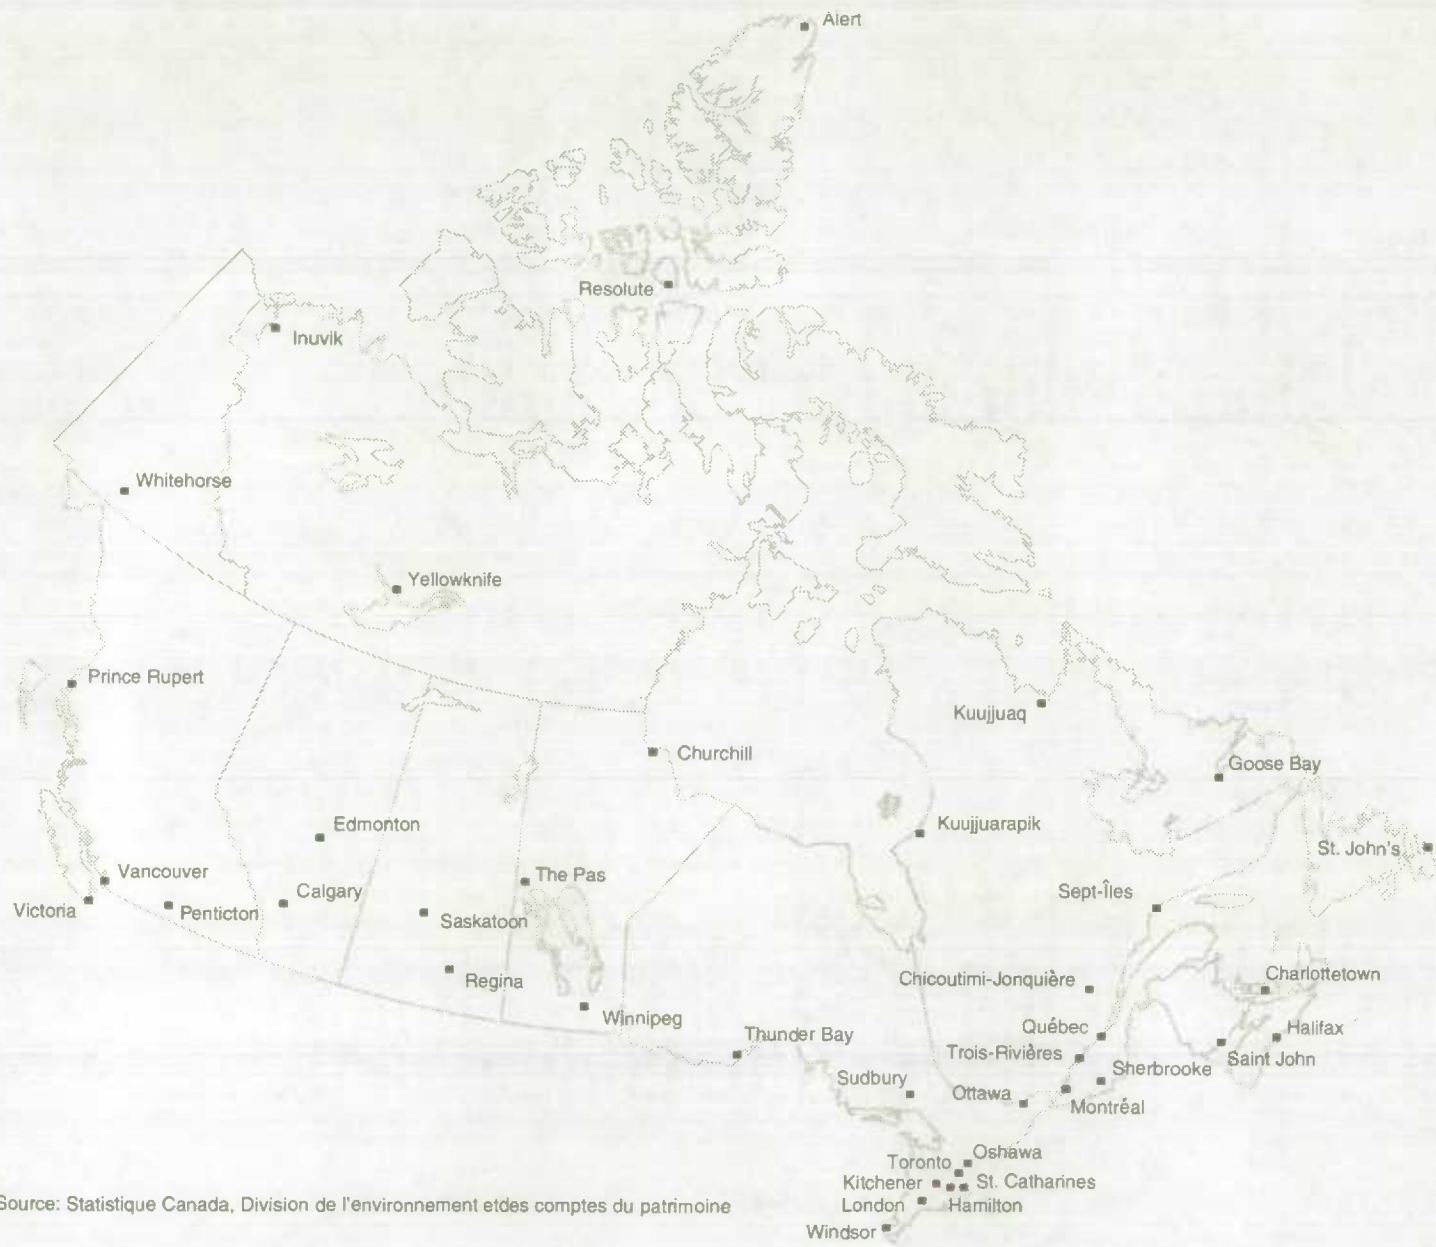 Alert
Resolute
Inuvik
Whitehorse
Yellowknife
Prince Rupert
Kuujjuaq
Churchill
Goose Bay
Edmonton
Kuujjuarapik
St. John's
Vancouver
The Pas
Calgary
Sept-Îles
Victoria
Penticton
Saskatoon
Regina
Chicoutimi-Jonquière
Charlottetown
Winnipeg
Québec
Halifax
Thunder Bay
Trois-Rivières
Saint John
Sherbrooke
Sudbury
Ottawa
Montréal
Oshawa
Toronto
Kitchener
St. Catharines
London
Hamilton
Windsor
Source: Statistique Canada, Division de l'environnement etdes comptes du patrimoine